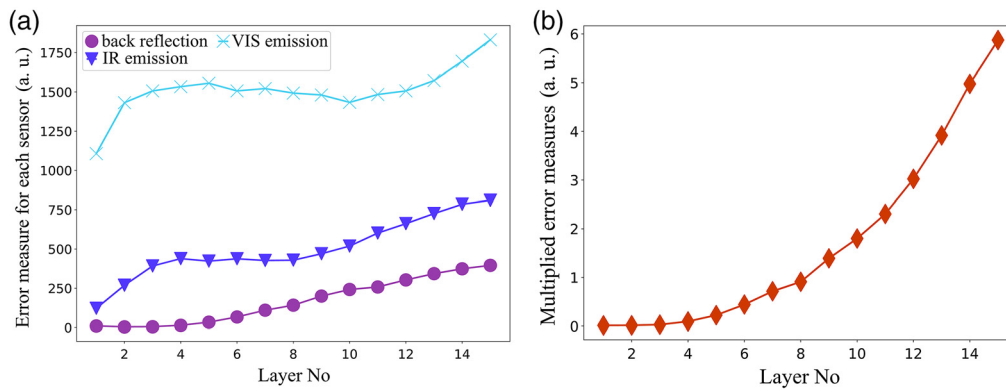 (a)
back reflection
VIS emission
IR emission
Error measure for each sensor (a. u.)
1750
1500
1250
1000
750
500
250
0
2 4 6 8 10 12 14
Layer No
(b)
Multiplied error measures (a. u.)
6
5
4
3
2
1
0
2 4 6 8 10 12 14
Layer No